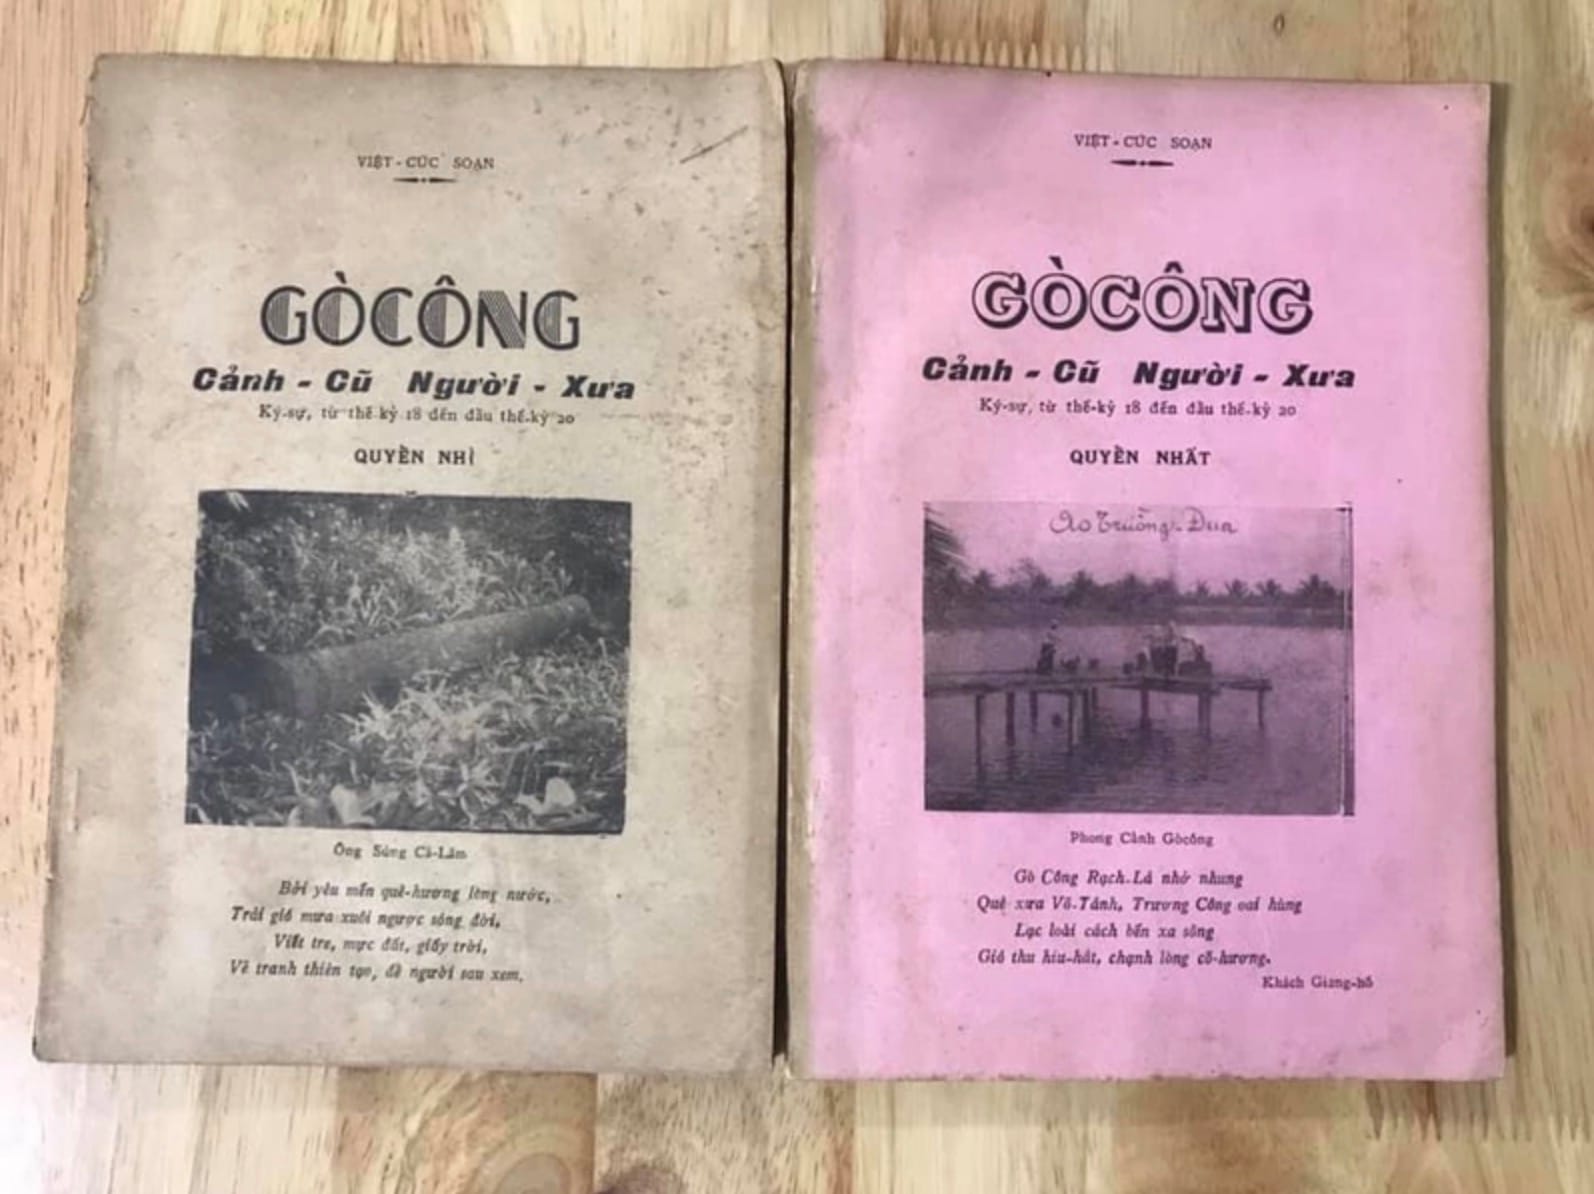 VIỆT - CÚC SOẠN
GÒCÔNG
Cảnh - Cũ Người - Xưa
Ký-sự, từ thế-kỷ 18 đến đầu thế-kỷ 20
QUYỀN NHÌ
Ông Súng Cà-Lăm
Bởi yêu mến quê-hương lòng nước,
Trải gió mưa xuôi ngược sóng đời,
Viết tre, mực đất, giấy trời,
Vẽ tranh thiên tạo, để người sau xem.
VIỆT - CÚC SOẠN
GÒCÔNG
Cảnh - Cũ Người - Xưa
Ký-sự, từ thế-kỷ 18 đến đầu thế-kỷ 20
QUYỀN NHẤT
Ao Trường-Đua
Phong Cảnh Gòcông
Gò Công Rạch-Lá nhớ nhung
Quê xưa Võ-Tánh, Trương Công oai hùng
Lạc loài cách bến xa sông
Gió thu hiu-hắt, chạnh lòng cố-hương.
Khách Giang-hồ